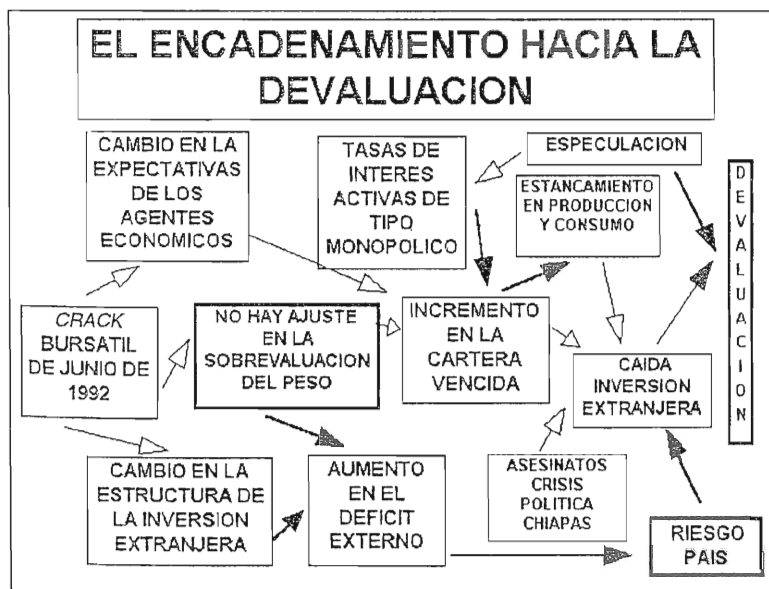 EL ENCADENAMIENTO HACIA LA
DEVALUACION
CAMBIO EN LA
EXPECTATIVAS
DE LOS
AGENTES
ECONOMICOS
TASAS DE
INTERES
ACTIVAS DE
TIPO
MONOPOLICO
ESPECULACION
ESTANCAMIENTO
EN PRODUCCION
Y CONSUMO
DEVALUACION
CRACK
BURSATIL
DE JUNIO DE
1992
NO HAY AJUSTE
EN LA
SOBREVALUACION
DEL PESO
INCREMENTO
EN LA
CARTERA
VENCIDA
CAIDA
INVERSION
EXTRANJERA
CAMBIO EN LA
ESTRUCTURA DE
LA INVERSION
EXTRANJERA
AUMENTO
EN EL
DEFICIT
EXTERNO
ASESINATOS
CRISIS
POLITICA
CHIAPAS
RIESGO
PAIS